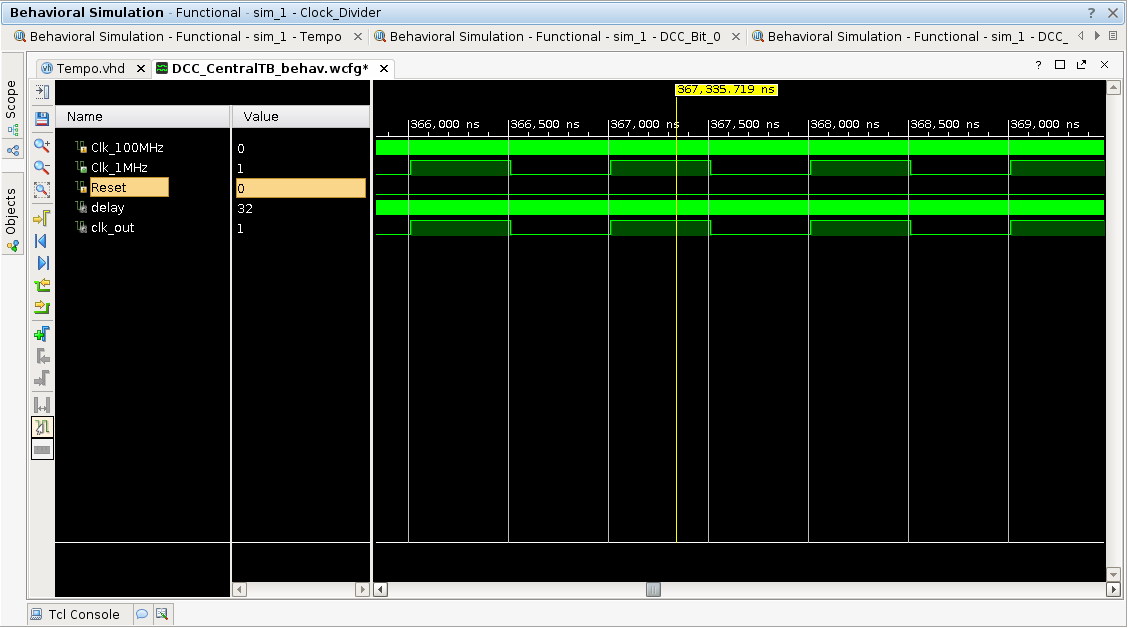 Behavioral Simulation - Functional - sim_1 - Clock_Divider
Behavioral Simulation - Functional - sim_1 - Tempo
Behavioral Simulation - Functional - sim_1 - DCC_Bit_0
Behavioral Simulation - Functional - sim_1 - DCC_
Scope
Objects
Tempo.vhd
DCC_CentralTB_behav.wcfg*
Name Value
Clk_100MHz 0
Clk_1MHz 1
Reset 0
delay 32
clk_out 1
367,335.719 ns
366,000 ns 366,500 ns 367,000 ns 367,500 ns 368,000 ns 368,500 ns 369,000 ns
Tcl Console